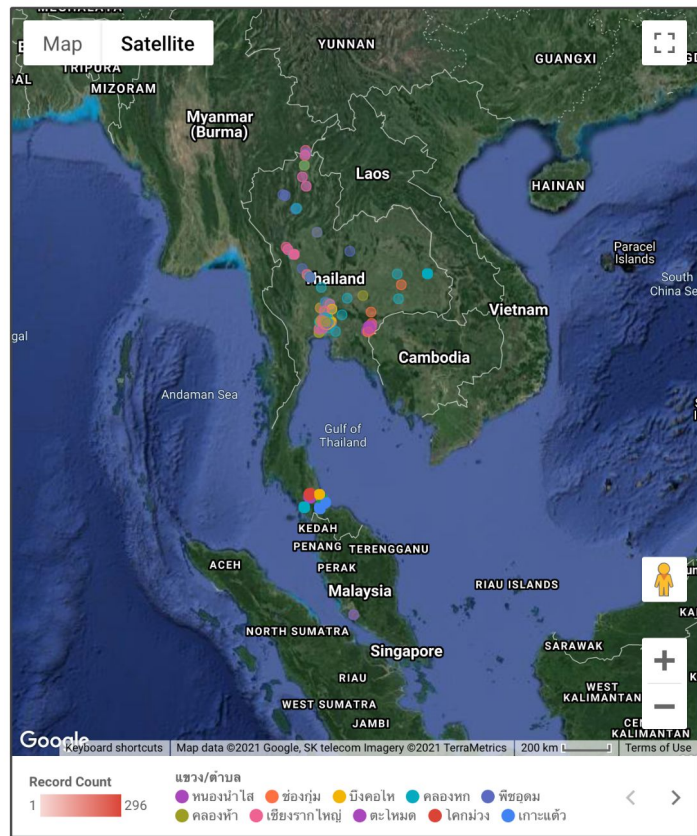 MEGHALAYA
Map
Satellite
YUNNAN
GUANGXI
TRIPURA
MIZORAM
Myanmar
(Burma)
Laos
HAINAN
Paracel
Islands
South
China Se
Thailand
Vietnam
gal
Cambodia
Andaman Sea
Gulf of
Thailand
KEDAH
PENANG
TERENGGANU
ACEH
PERAK
RIAU ISLANDS
Malaysia
NORTH SUMATRA
Singapore
SARAWAK
RIAU
WEST
KALIMANTAN
WEST SUMATRA
JAMBI
KALIMANTAN
Google
Keyboard shortcuts
Map data ©2021 Google, SK telecom Imagery ©2021 TerraMetrics
200 km
Terms of Use
Record Count
1
296
แขวง/ตำบล
หนองน้ำใส
ช่องกุ่ม
บึงคอไห
คลองหก
พืชอุดม
คลองห้า
เชียงรากใหญ่
ตะโหมด
โคกม่วง
เกาะแต้ว